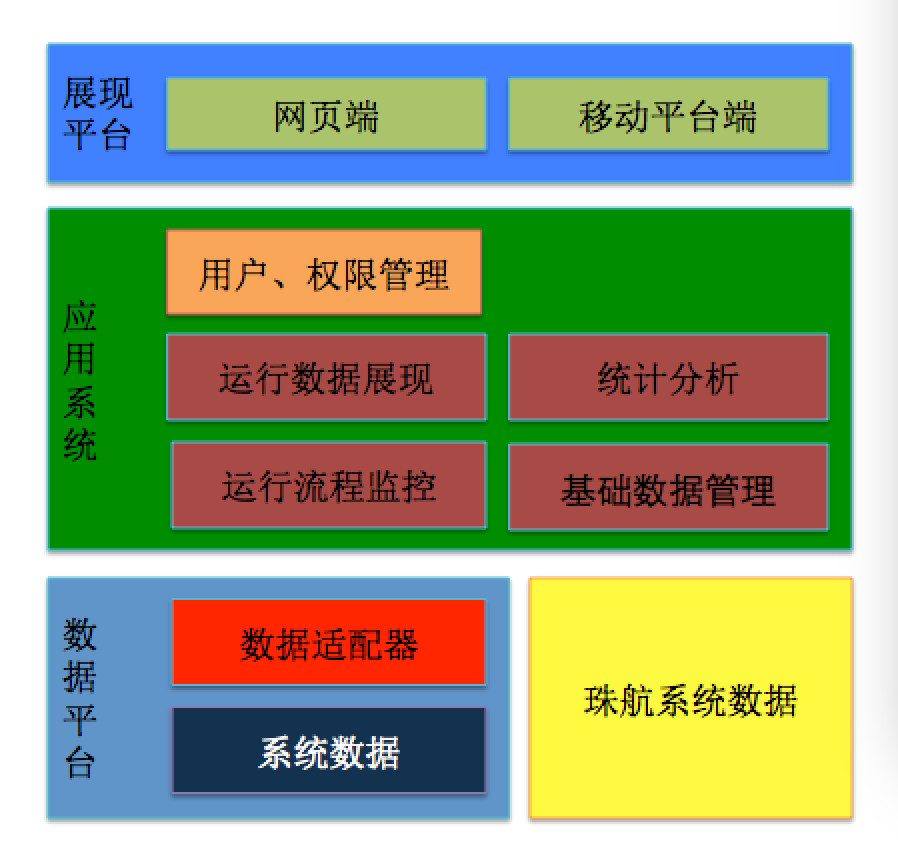 展现
平台
网页端
移动平台端
应
用
系
统
用户、权限管理
运行数据展现
统计分析
运行流程监控
基础数据管理
数
据
平
台
数据适配器
系统数据
珠航系统数据